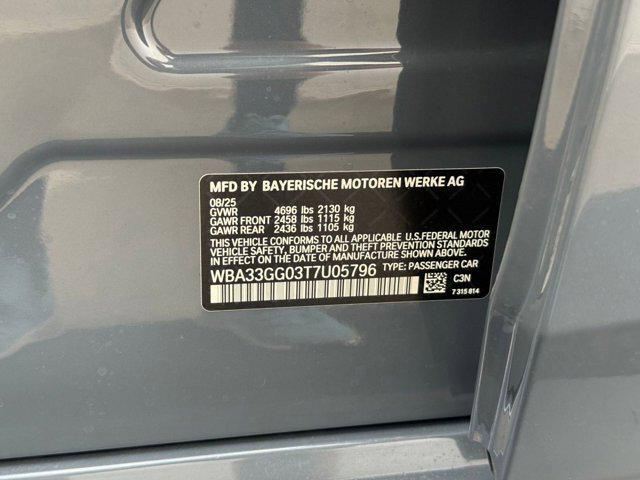 MFD BY BAYERISCHE MOTOREN WERKE AG
08/25
GVWR 4696 lbs 2130 kg
GAWR FRONT 2458 lbs 1115 kg
GAWR REAR 2436 lbs 1105 kg
THIS VEHICLE CONFORMS TO ALL APPLICABLE U.S.FEDERAL MOTOR
VEHICLE SAFETY, BUMPER AND THEFT PREVENTION STANDARDS
IN EFFECT ON THE DATE OF MANUFACTURE SHOWN ABOVE.
WBA33GG03T7U05796 TYPE: PASSENGER CAR
C3N
7 315 814